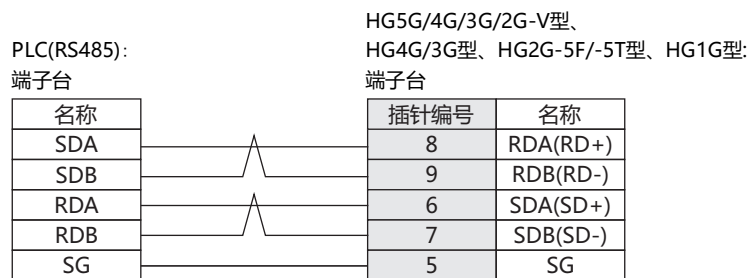 HG5G/4G/3G/2G-V型、
PLC(RS485)： HG4G/3G型、HG2G-5F/-5T型、HG1G型:
端子台 端子台
名称 插针编号 名称
SDA 8 RDA(RD+)
SDB 9 RDB(RD-)
RDA 6 SDA(SD+)
RDB 7 SDB(SD-)
SG 5 SG